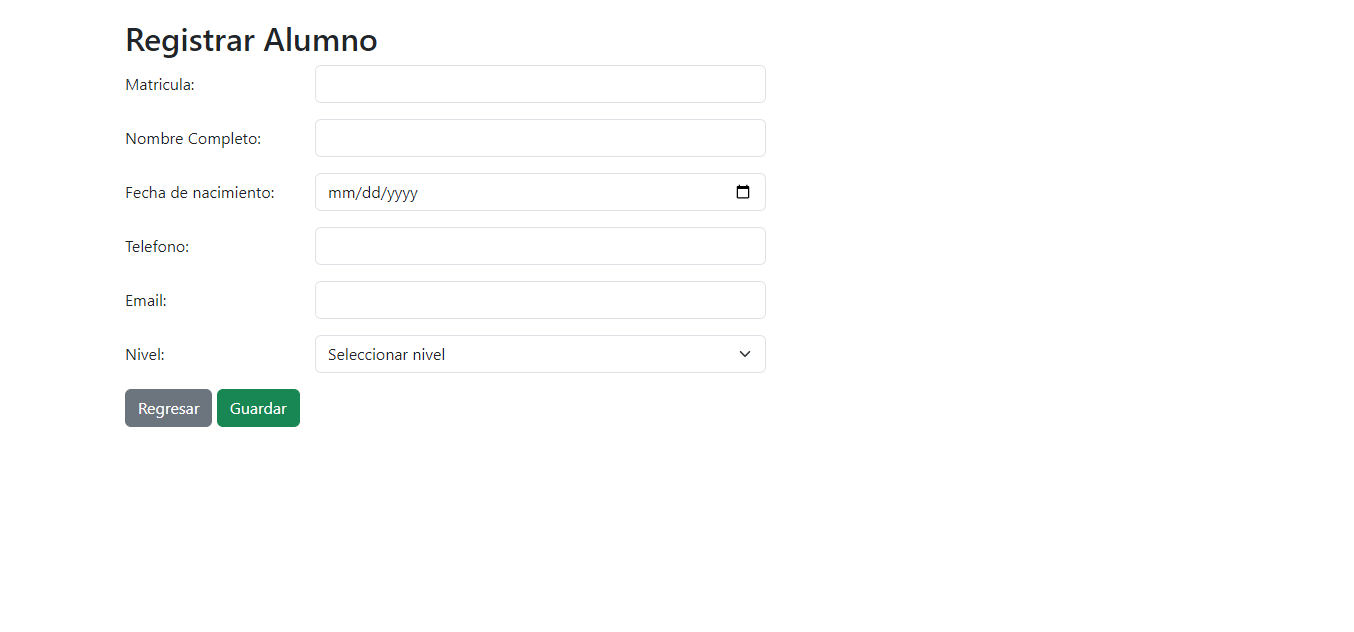 Registrar Alumno
Matricula:
Nombre Completo:
Fecha de nacimiento: mm/dd/yyyy
Telefono:
Email:
Nivel: Seleccionar nivel
Regresar Guardar